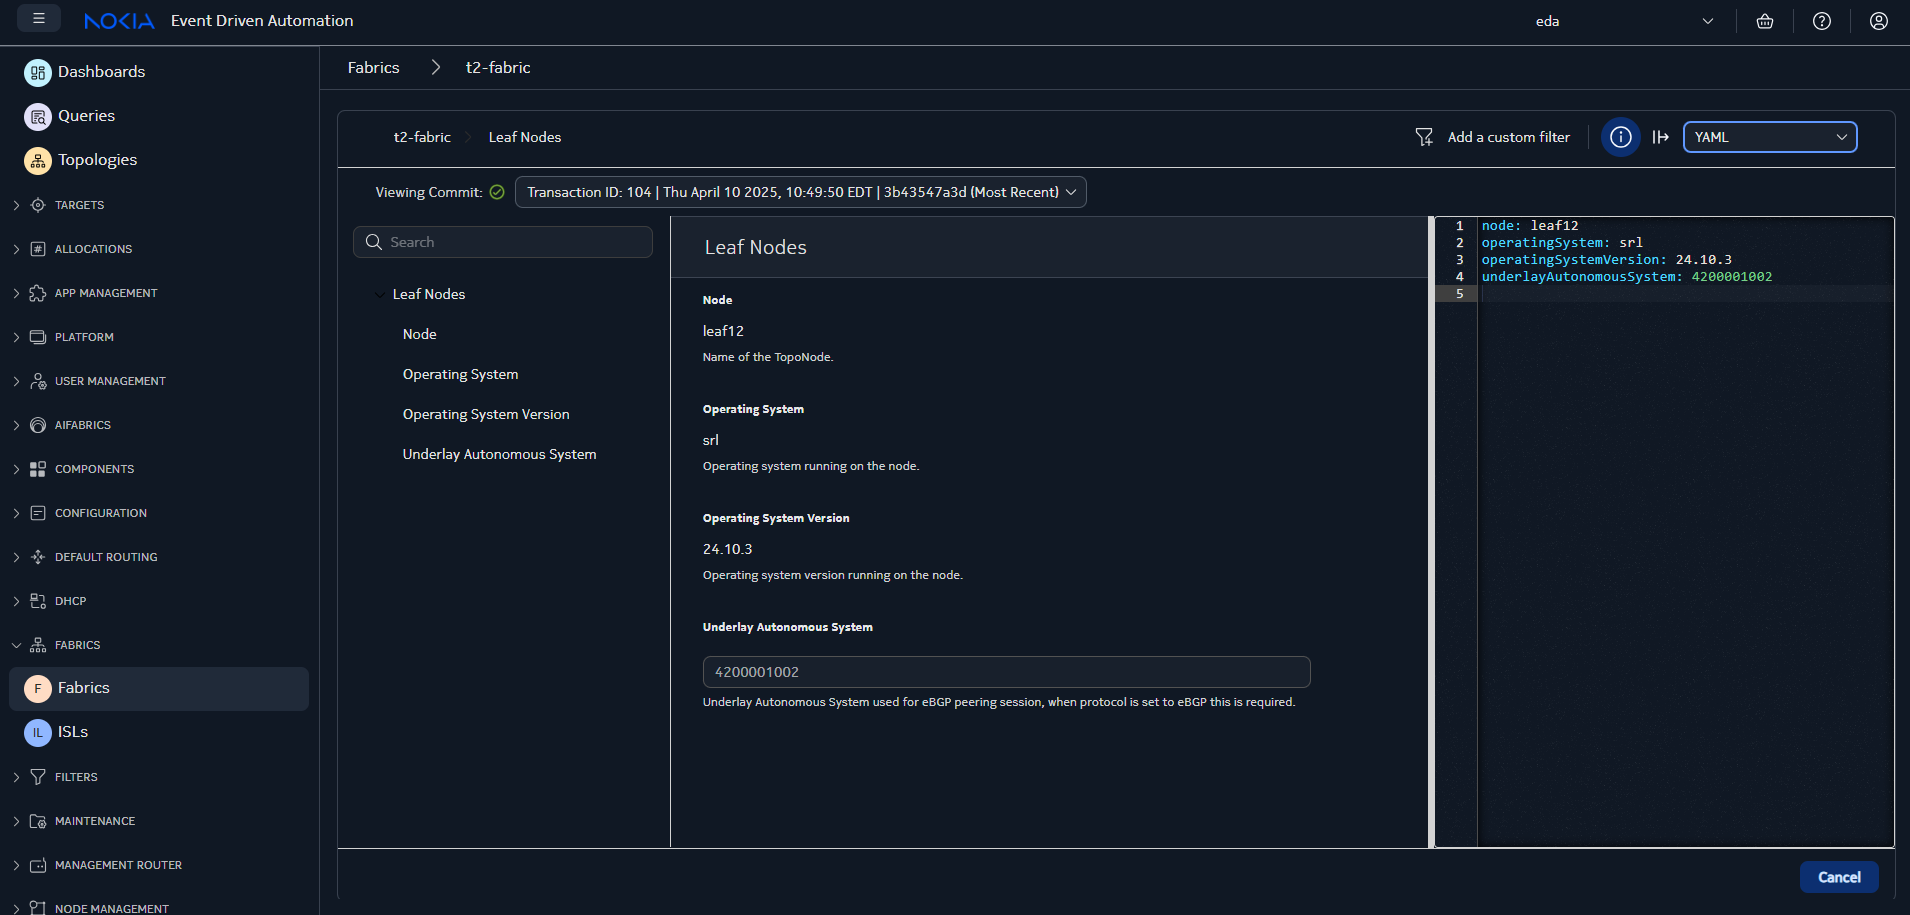 NOKIA Event Driven Automation
eda
Dashboards
Queries
Topologies
TARGETS
ALLOCATIONS
APP MANAGEMENT
PLATFORM
USER MANAGEMENT
AIFABRICS
COMPONENTS
CONFIGURATION
DEFAULT ROUTING
DHCP
FABRICS
F Fabrics
IL ISLs
FILTERS
MAINTENANCE
MANAGEMENT ROUTER
NODE MANAGEMENT
Fabrics > t2-fabric
t2-fabric > Leaf Nodes
Add a custom filter
YAML
Viewing Commit: Transaction ID: 104 | Thu April 10 2025, 10:49:50 EDT | 3b43547a3d (Most Recent)
Search
Leaf Nodes
Node
Operating System
Operating System Version
Underlay Autonomous System
Leaf Nodes
Node
leaf12
Name of the TopoNode.
Operating System
srl
Operating system running on the node.
Operating System Version
24.10.3
Operating system version running on the node.
Underlay Autonomous System
4200001002
Underlay Autonomous System used for eBGP peering session, when protocol is set to eBGP this is required.
1 node: leaf12
2 operatingSystem: srl
3 operatingSystemVersion: 24.10.3
4 underlayAutonomousSystem: 4200001002
5
Cancel